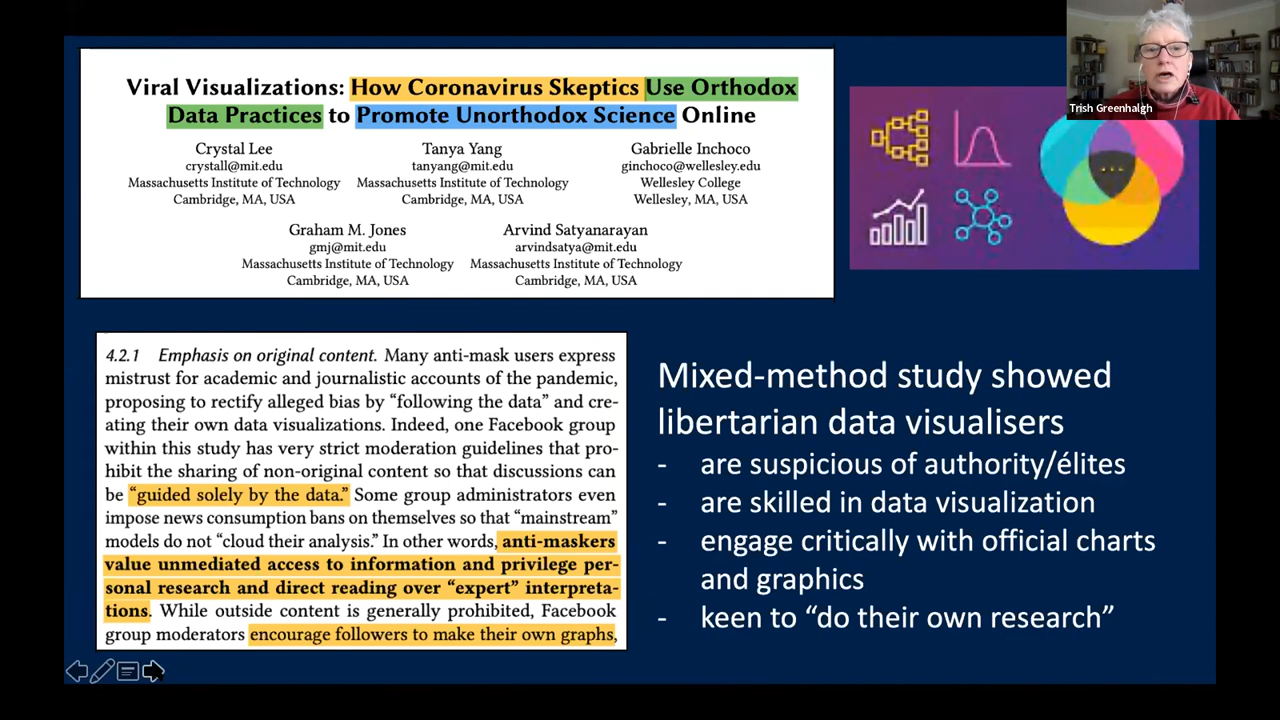 Viral Visualizations: How Coronavirus Skeptics Use Orthodox
Data Practices to Promote Unorthodox Science Online
Crystal Lee
crystall@mit.edu
Massachusetts Institute of Technology
Cambridge, MA, USA
Tanya Yang
tanyang@mit.edu
Massachusetts Institute of Technology
Cambridge, MA, USA
Gabrielle Inchoco
ginchoco@wellesley.edu
Wellesley College
Wellesley, MA, USA
Graham M. Jones
gmj@mit.edu
Massachusetts Institute of Technology
Cambridge, MA, USA
Arvind Satyanarayan
arvindsatya@mit.edu
Massachusetts Institute of Technology
Cambridge, MA, USA
Trish Greenhalgh
4.2.1 Emphasis on original content. Many anti-mask users express
mistrust for academic and journalistic accounts of the pandemic,
proposing to rectify alleged bias by “following the data” and cre-
ating their own data visualizations. Indeed, one Facebook group
within this study has very strict moderation guidelines that pro-
hibit the sharing of non-original content so that discussions can
be “guided solely by the data.” Some group administrators even
impose news consumption bans on themselves so that “mainstream”
models do not “cloud their analysis.” In other words, anti-maskers
value unmediated access to information and privilege per-
sonal research and direct reading over “expert” interpreta-
tions. While outside content is generally prohibited, Facebook
group moderators encourage followers to make their own graphs,
Mixed-method study showed
libertarian data visualisers
- are suspicious of authority/élites
- are skilled in data visualization
- engage critically with official charts
and graphics
- keen to “do their own research”